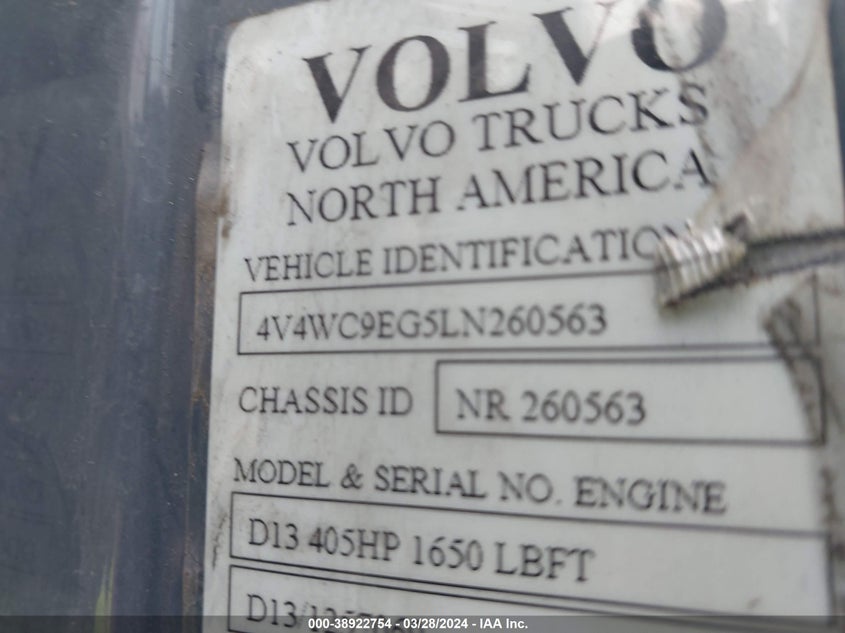 VOLVO
VOLVO TRUCKS
NORTH AMERICA
VEHICLE IDENTIFICATION
4V4WC9EG5LN260563
CHASSIS ID NR 260563
MODEL & SERIAL NO. ENGINE
D13 405HP 1650 LBFT
000-38922754 - 03/28/2024 - IAA Inc.